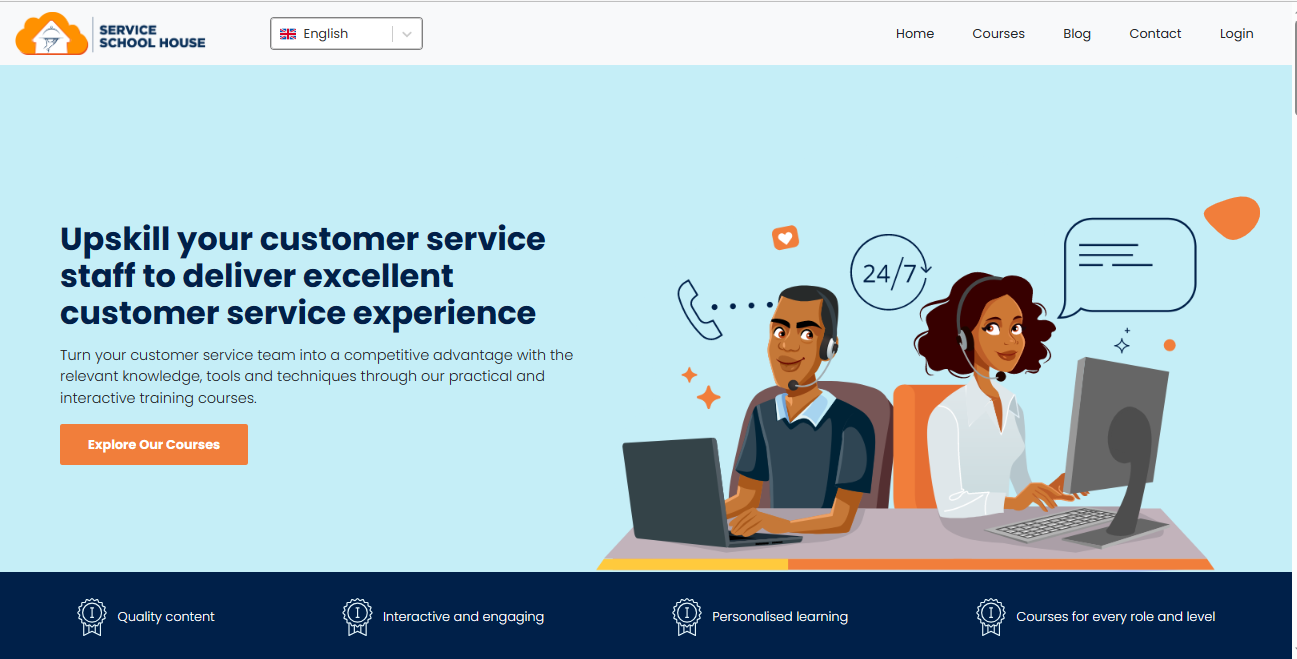 SERVICE
SCHOOL HOUSE
English
Home
Courses
Blog
Contact
Login
Upskill your customer service
staff to deliver excellent
customer service experience
Turn your customer service team into a competitive advantage with the
relevant knowledge, tools and techniques through our practical and
interactive training courses.
Explore Our Courses
24/7
I Quality content
I Interactive and engaging
I Personalised learning
I Courses for every role and level